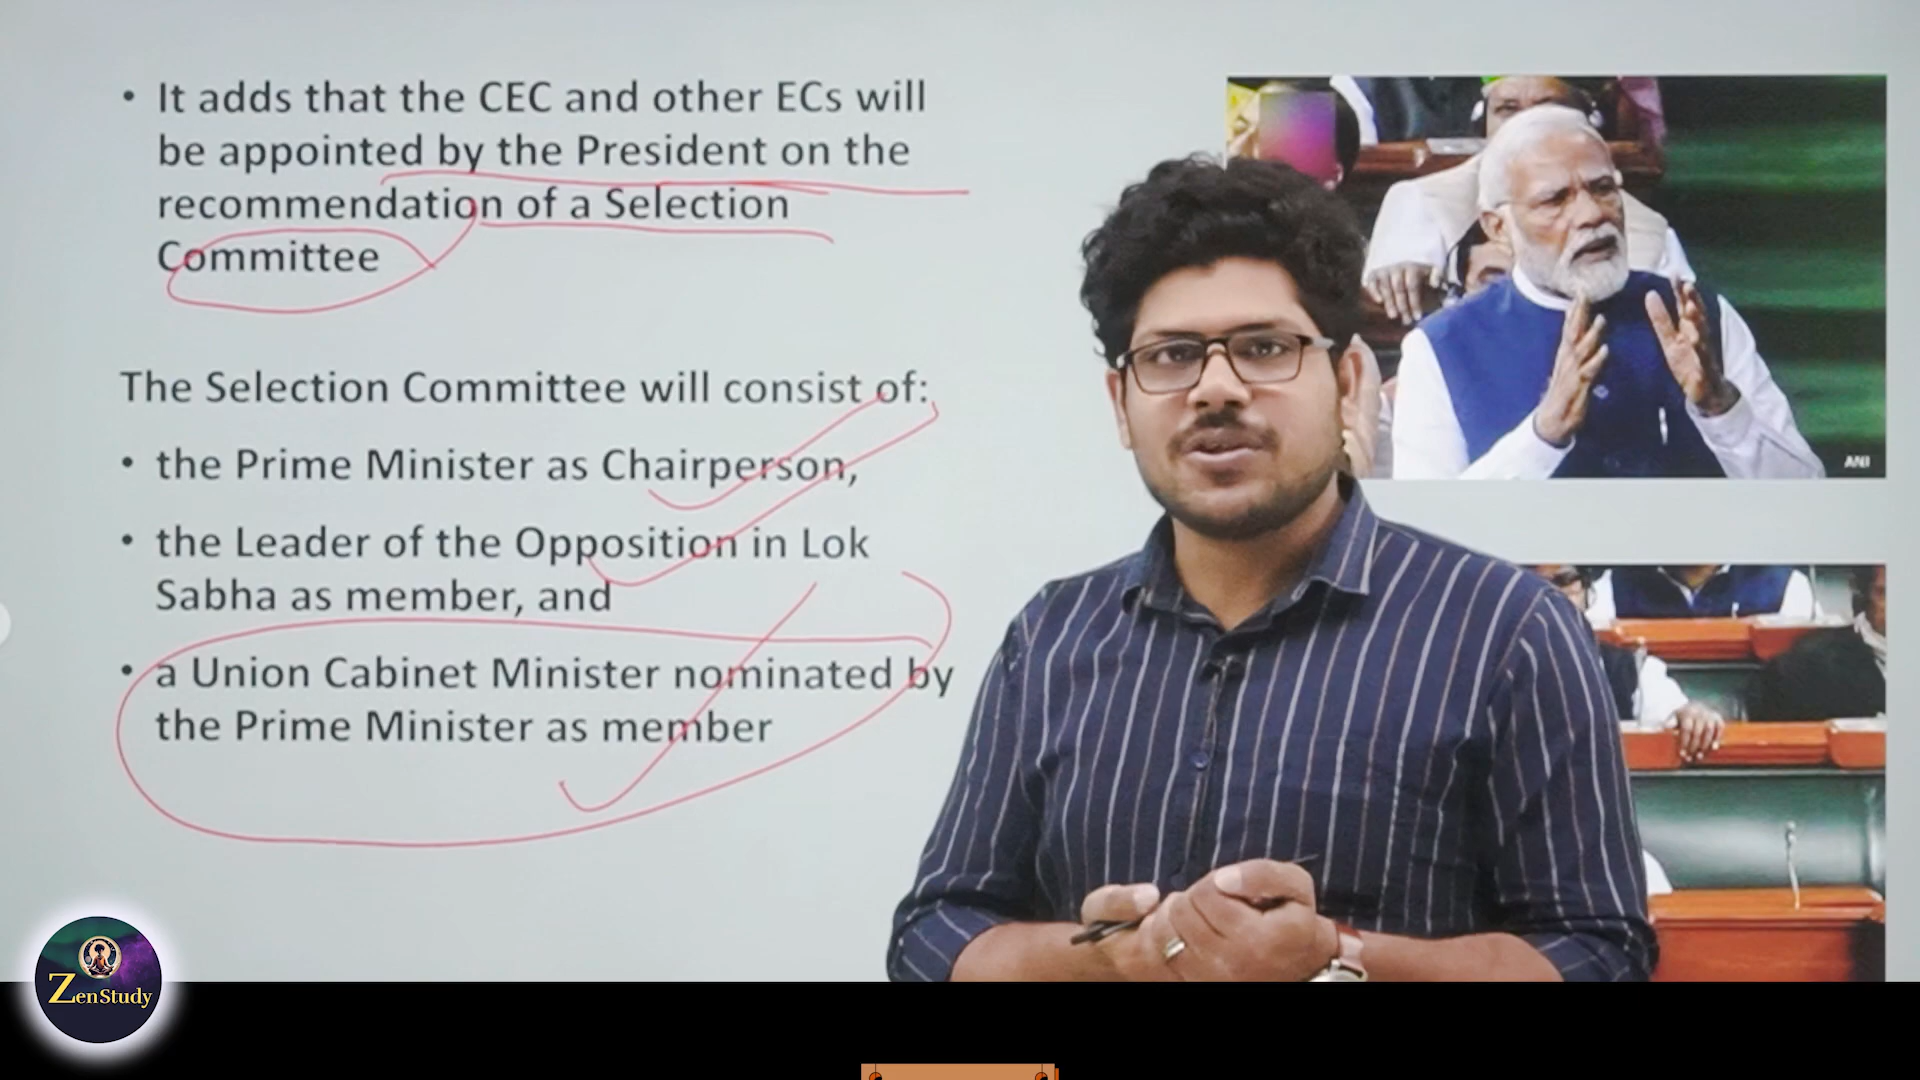 • It adds that the CEC and other ECs will
be appointed by the President on the
recommendation of a Selection
Committee
The Selection Committee will consist of:
• the Prime Minister as Chairperson,
• the Leader of the Opposition in Lok
Sabha as member, and
• a Union Cabinet Minister nominated by
the Prime Minister as member
ANI
ZenStudy